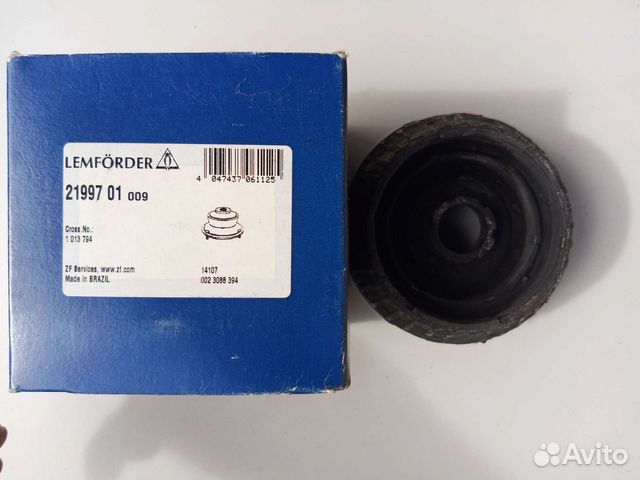 LEMFÖRDER
4 047437 061125
21997 01 009
Cross.No.:
1 013 794
ZF Services, www.zf.com 14107
Made in BRAZIL 002 3088 394
Avito